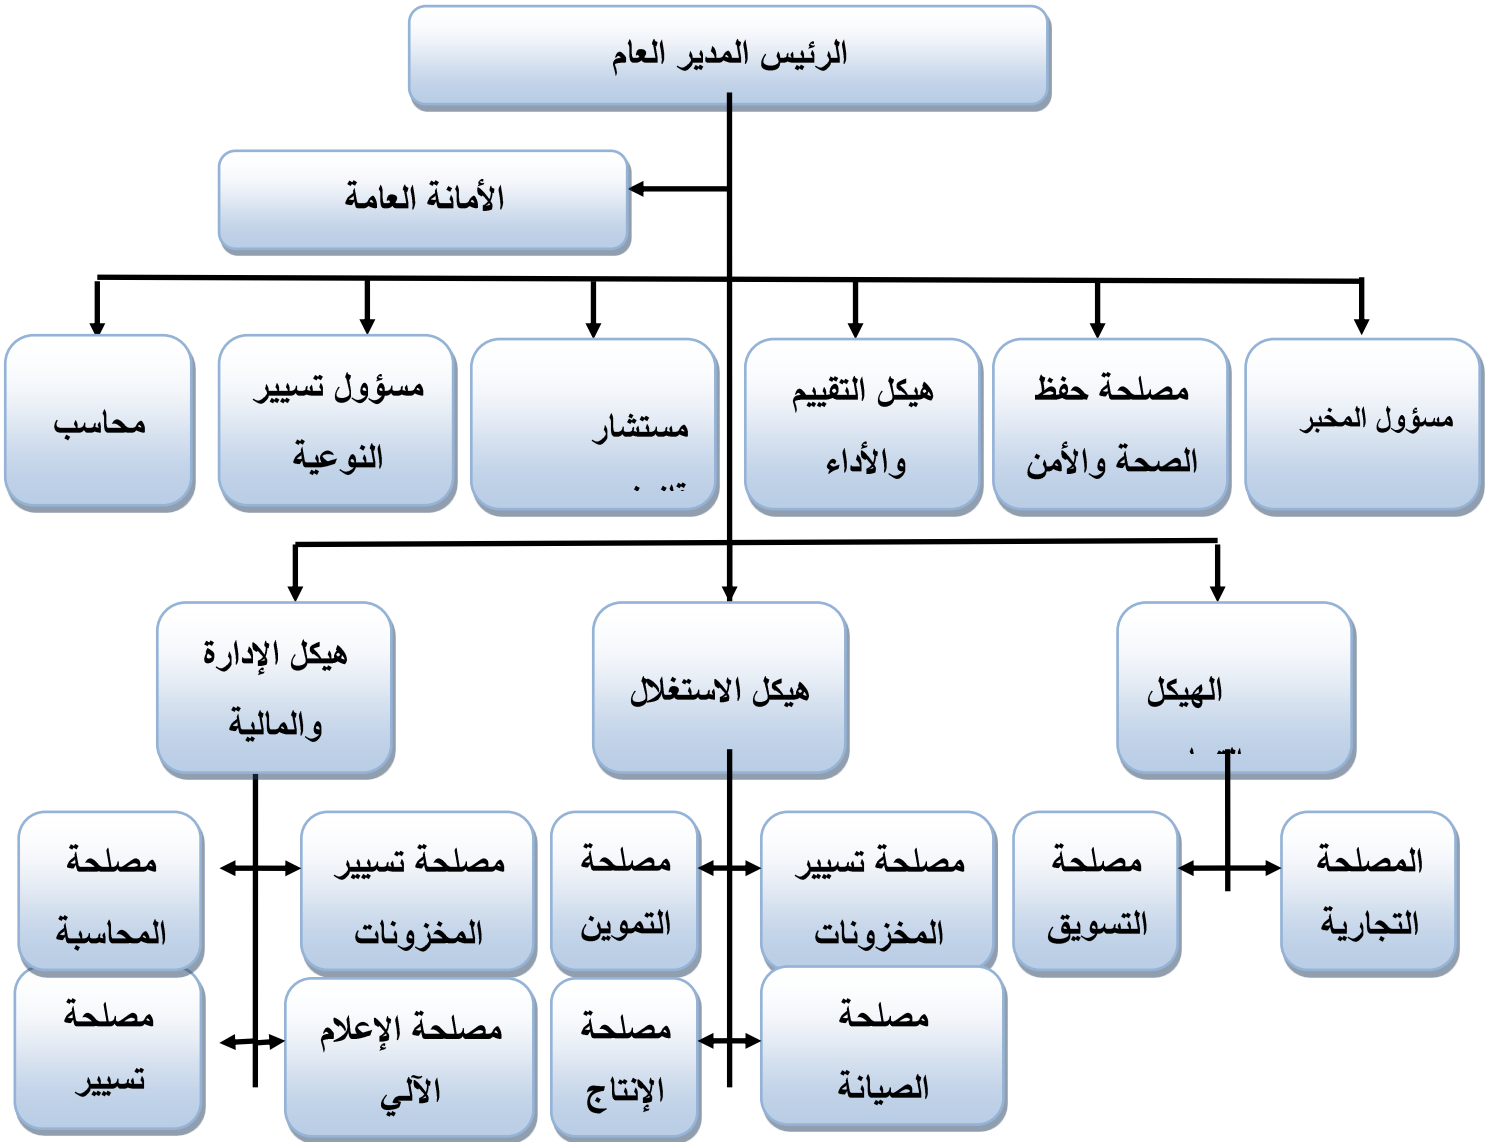 الرئيس المدير العام
الأمانة العامة
مسؤول المخبر
مصلحة حفظ
الصحة والأمن
هيكل التقييم
والأداء
مستشار
مسؤول تسيير
النوعية
محاسب
الهيكل
هيكل الاستغلال
هيكل الإدارة
والمالية
المصلحة
التجارية
مصلحة
التسويق
مصلحة تسيير
المخزونات
مصلحة
التموين
مصلحة تسيير
المخزونات
مصلحة
المحاسبة
مصلحة
الصيانة
مصلحة
الإنتاج
مصلحة الإعلام
الآلي
مصلحة
تسيير